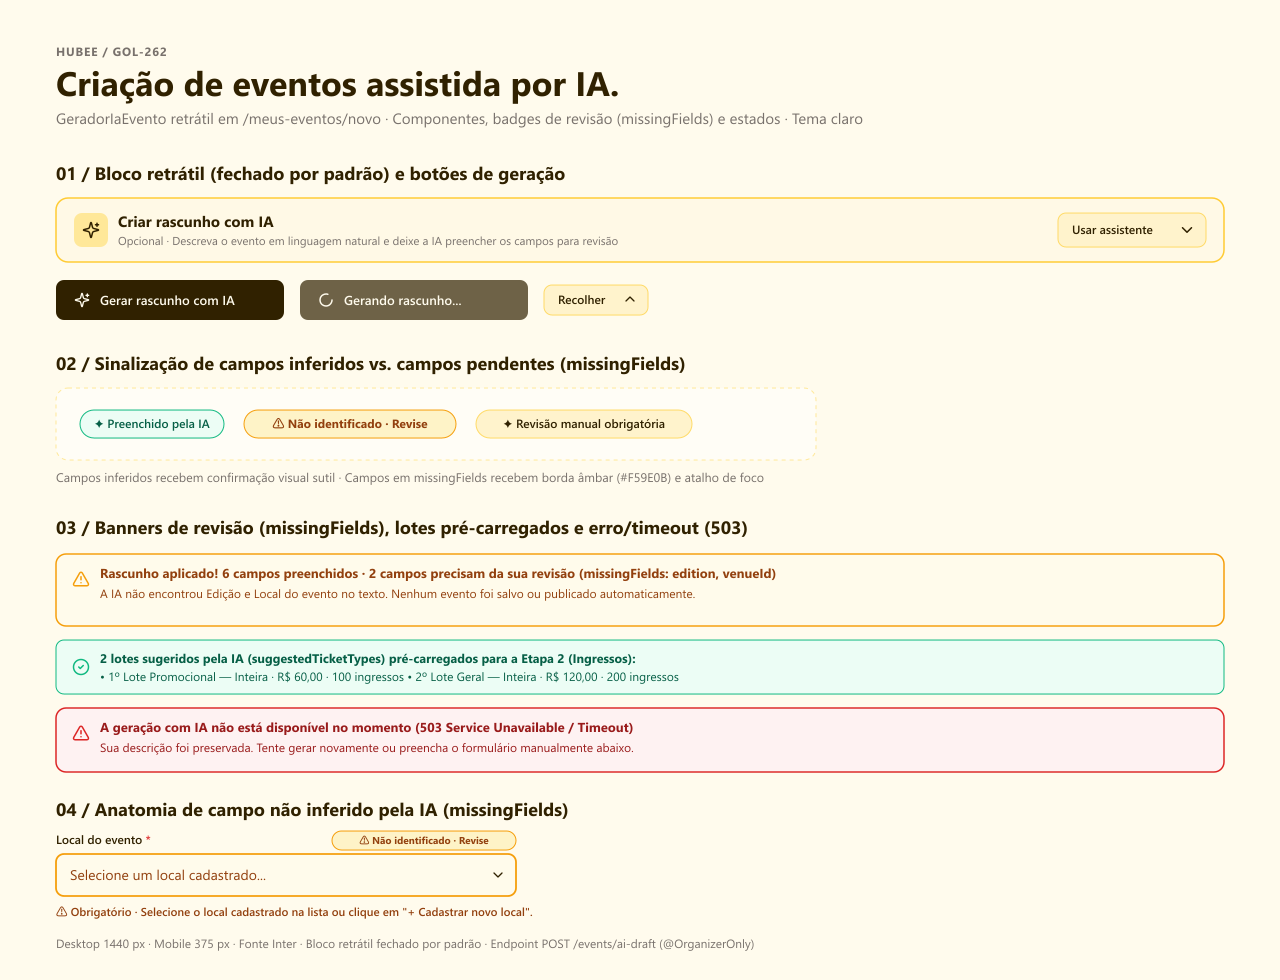 HUBEE / GOL-262
Criação de eventos assistida por IA.
GeradorIaEvento retrátil em /meus-eventos/novo · Componentes, badges de revisão (missingFields) e estados · Tema claro
01 / Bloco retrátil (fechado por padrão) e botões de geração
Criar rascunho com IA
Opcional · Descreva o evento em linguagem natural e deixe a IA preencher os campos para revisão
Usar assistente
Gerar rascunho com IA
Gerando rascunho...
Recolher
02 / Sinalização de campos inferidos vs. campos pendentes (missingFields)
✦ Preenchido pela IA
⚠ Não identificado · Revise
✦ Revisão manual obrigatória
Campos inferidos recebem confirmação visual sutil · Campos em missingFields recebem borda âmbar (#F59E0B) e atalho de foco
03 / Banners de revisão (missingFields), lotes pré-carregados e erro/timeout (503)
Rascunho aplicado! 6 campos preenchidos · 2 campos precisam da sua revisão (missingFields: edition, venueId)
A IA não encontrou Edição e Local do evento no texto. Nenhum evento foi salvo ou publicado automaticamente.
2 lotes sugeridos pela IA (suggestedTicketTypes) pré-carregados para a Etapa 2 (Ingressos):
• 1º Lote Promocional — Inteira · R$ 60,00 · 100 ingressos • 2º Lote Geral — Inteira · R$ 120,00 · 200 ingressos
A geração com IA não está disponível no momento (503 Service Unavailable / Timeout)
Sua descrição foi preservada. Tente gerar novamente ou preencha o formulário manualmente abaixo.
04 / Anatomia de campo não inferido pela IA (missingFields)
Local do evento *
⚠ Não identificado · Revise
Selecione um local cadastrado...
⚠ Obrigatório · Selecione o local cadastrado na lista ou clique em "+ Cadastrar novo local".
Desktop 1440 px · Mobile 375 px · Fonte Inter · Bloco retrátil fechado por padrão · Endpoint POST /events/ai-draft (@OrganizerOnly)